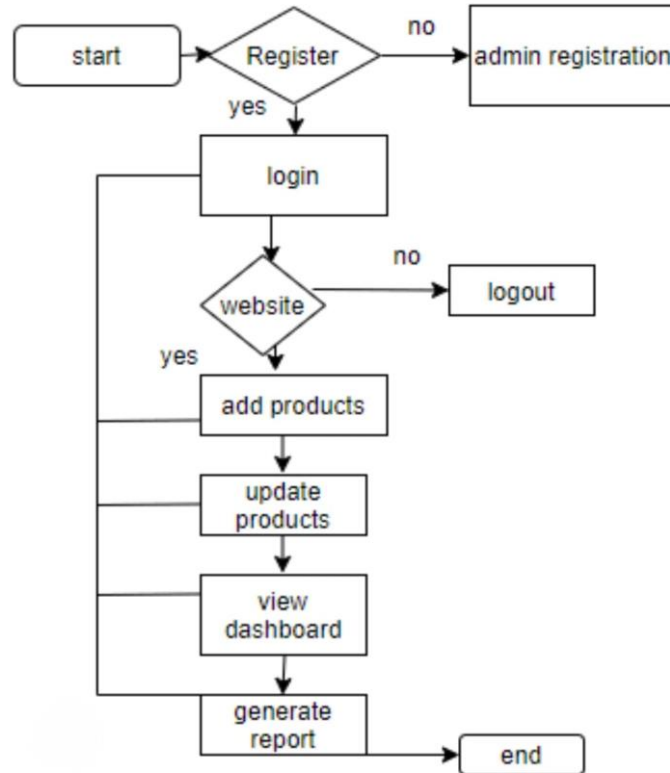 start
Register
no
admin registration
yes
login
no
website
logout
yes
add products
update
products
view
dashboard
generate
report
end